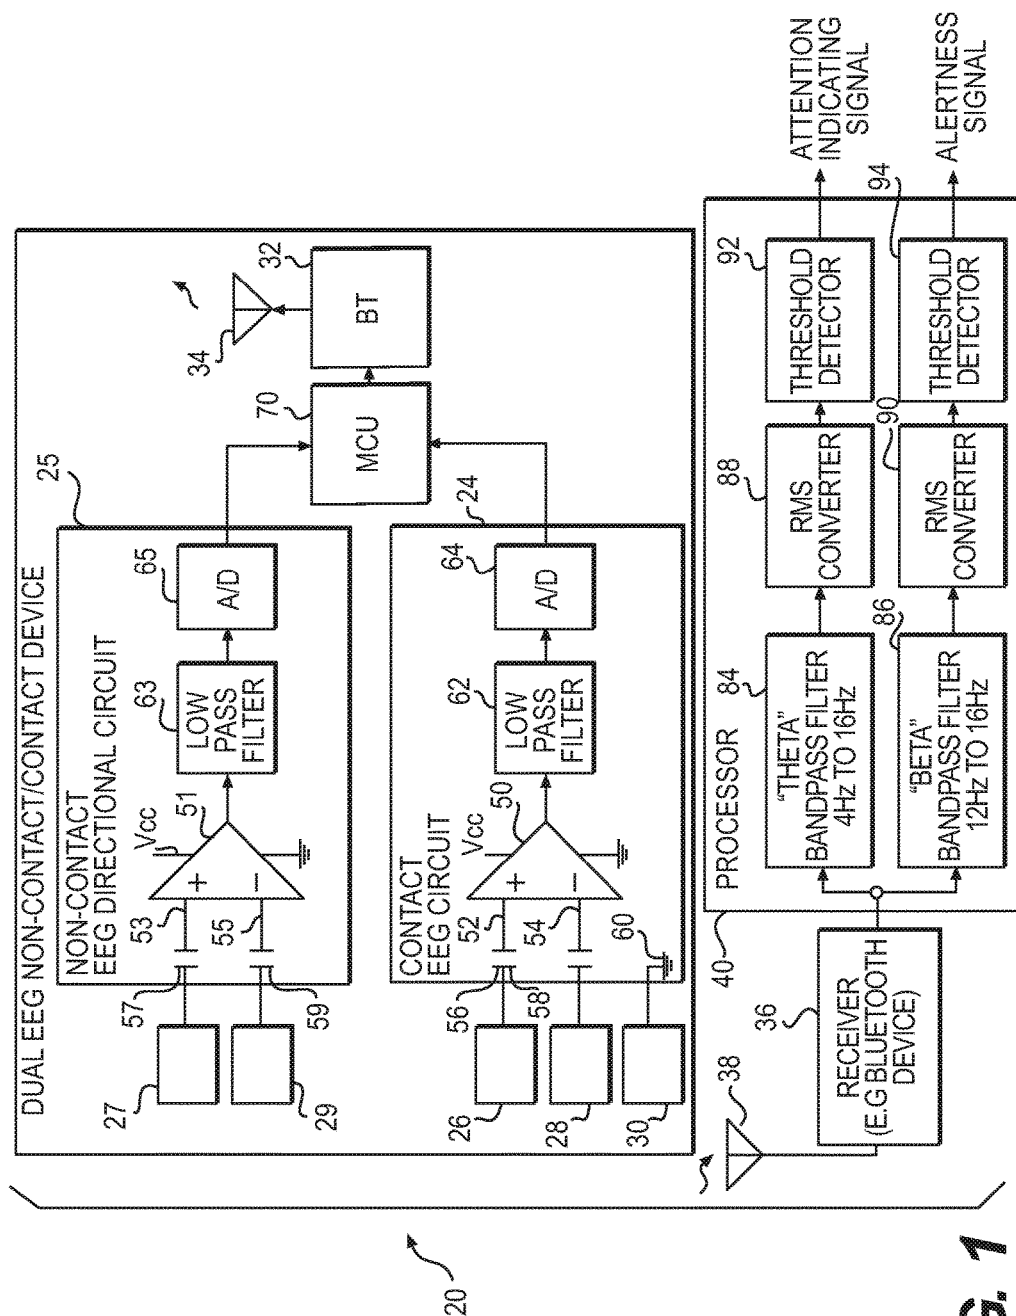 DUAL EEG NON-CONTACT/CONTACT DEVICE
25
NON-CONTACT
EEG DIRECTIONAL CIRCUIT
27
29
57
59
53
55
Vcc
+
−
51
63
LOW
PASS
FILTER
65
A/D
24
CONTACT
EEG CIRCUIT
26
28
30
56
58
52
54
60
Vcc
+
−
50
62
LOW
PASS
FILTER
64
A/D
70
MCU
32
BT
34
20
38
36
RECEIVER
(E.G BLUETOOTH
DEVICE)
40
PROCESSOR
84
"THETA"
BANDPASS FILTER
4Hz TO 16Hz
88
RMS
CONVERTER
92
THRESHOLD
DETECTOR
ATTENTION
INDICATING
SIGNAL
86
"BETA"
BANDPASS FILTER
12Hz TO 16Hz
90
RMS
CONVERTER
94
THRESHOLD
DETECTOR
ALERTNESS
SIGNAL
G. 1